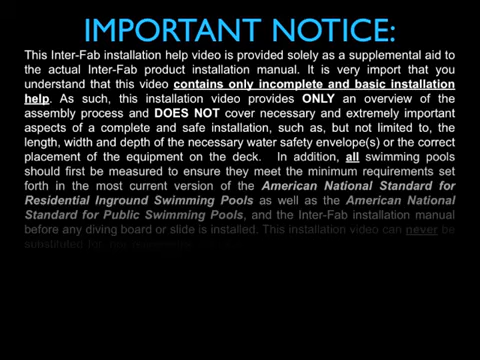 IMPORTANT NOTICE:
This Inter-Fab installation help video is provided solely as a supplemental aid to
the actual Inter-Fab product installation manual. It is very import that you
understand that this video contains only incomplete and basic installation
help. As such, this installation video provides ONLY an overview of the
assembly process and DOES NOT cover necessary and extremely important
aspects of a complete and safe installation, such as, but not limited to, the
length, width and depth of the necessary water safety envelope(s) or the correct
placement of the equipment on the deck. In addition, all swimming pools
should first be measured to ensure they meet the minimum requirements set
forth in the most current version of the American National Standard for
Residential Inground Swimming Pools as well as the American National
Standard for Public Swimming Pools, and the Inter-Fab installation manual
before any diving board or slide is installed. This installation video can never be
substituted for